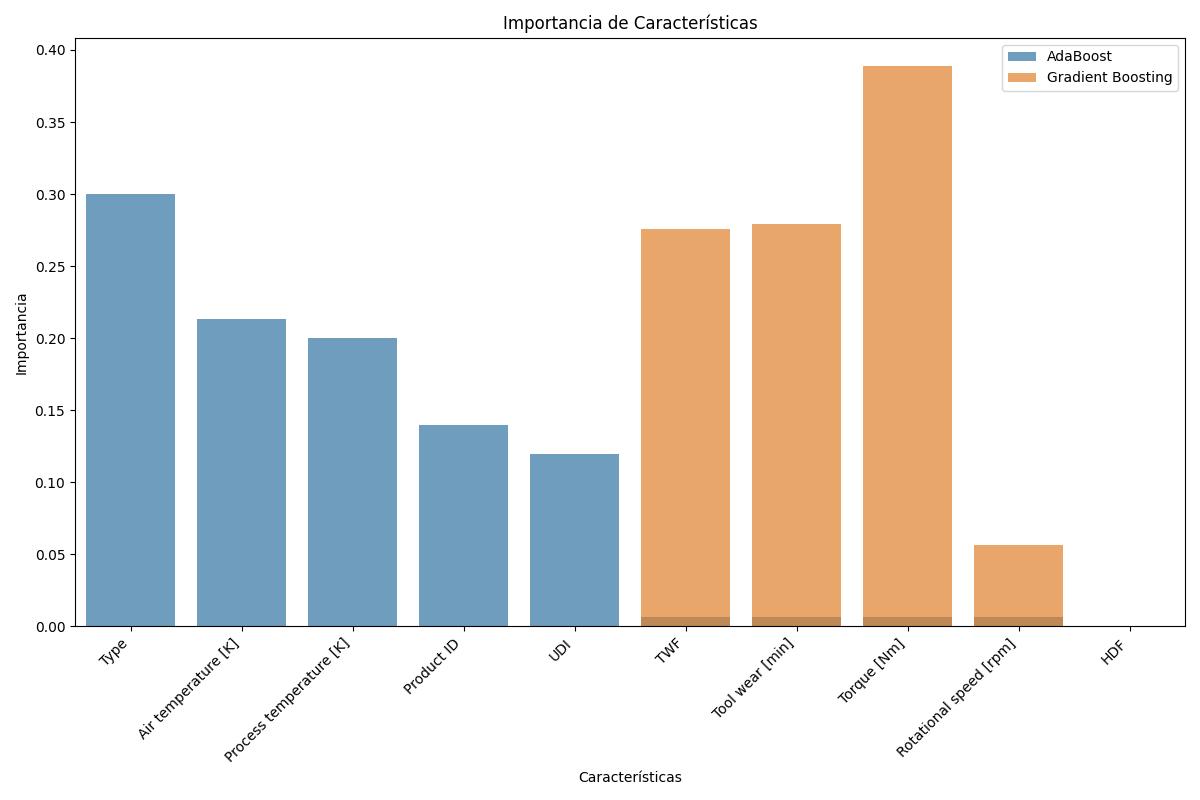 Importancia de Características
AdaBoost
Gradient Boosting
0.40
0.35
0.30
0.25
0.20
0.15
0.10
0.05
0.00
Importancia
Type
Air temperature [K]
Process temperature [K]
Product ID
UDI
TWF
Tool wear [min]
Torque [Nm]
Rotational speed [rpm]
HDF
Características